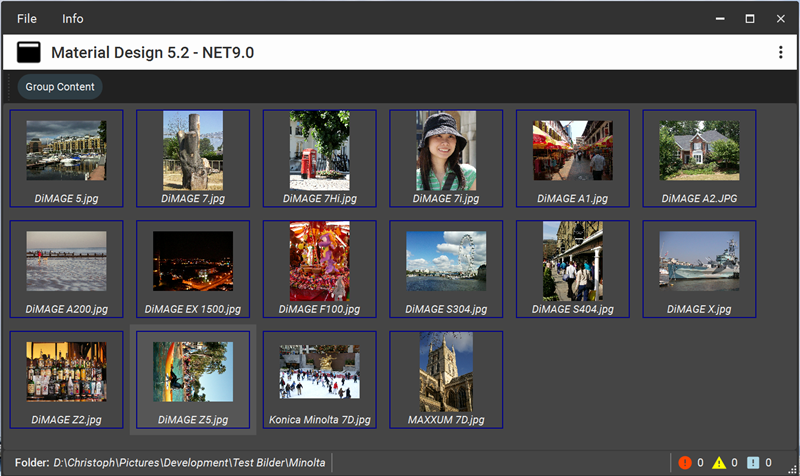 File Info
Material Design 5.2 - NET9.0
Group Content
DiMAGE 5.jpg DiMAGE 7.jpg DiMAGE 7Hi.jpg DiMAGE 7i.jpg DiMAGE A1.jpg DiMAGE A2.JPG
DiMAGE A200.jpg DiMAGE EX 1500.jpg DiMAGE F100.jpg DiMAGE S304.jpg DiMAGE S404.jpg DiMAGE X.jpg
DiMAGE Z2.jpg DiMAGE Z5.jpg Konica Minolta 7D.jpg MAXXUM 7D.jpg
Folder: D:\Christoph\Pictures\Development\Test Bilder\Minolta 0 0 0